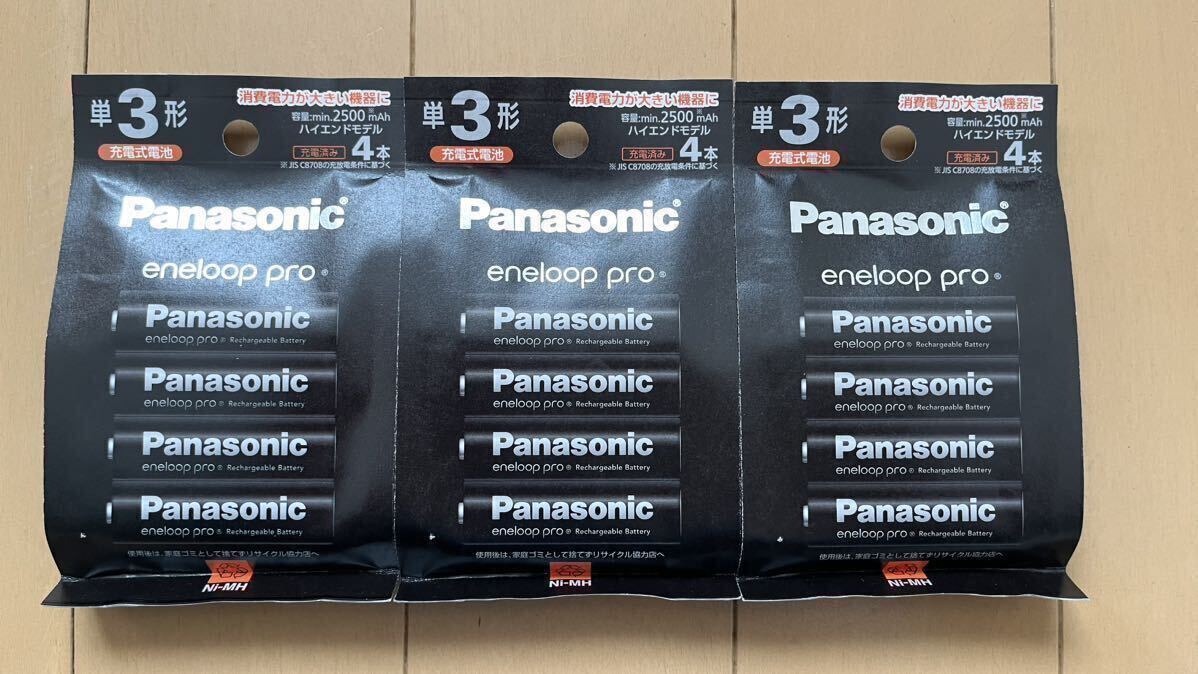 単3形
充電式電池
消費電力が大きい機器に
容量:min.2500※mAh
ハイエンドモデル
充電済み 4本
※JIS C8708の充放電条件に基づく
Panasonic®
eneloop pro®
Panasonic
eneloop pro® Rechargeable Battery
Panasonic
eneloop pro® Rechargeable Battery
Panasonic
eneloop pro® Rechargeable Battery
Panasonic
eneloop pro® Rechargeable Battery
使用後は、家庭ゴミとして捨てずリサイクル協力店へ
Ni-MH
単3形
充電式電池
消費電力が大きい機器に
容量:min.2500※mAh
ハイエンドモデル
充電済み 4本
※JIS C8708の充放電条件に基づく
Panasonic®
eneloop pro®
Panasonic
eneloop pro® Rechargeable Battery
Panasonic
eneloop pro® Rechargeable Battery
Panasonic
eneloop pro® Rechargeable Battery
Panasonic
eneloop pro® Rechargeable Battery
使用後は、家庭ゴミとして捨てずリサイクル協力店へ
Ni-MH
単3形
充電式電池
消費電力が大きい機器に
容量:min.2500※mAh
ハイエンドモデル
充電済み 4本
※JIS C8708の充放電条件に基づく
Panasonic®
eneloop pro®
Panasonic
eneloop pro® Rechargeable Battery
Panasonic
eneloop pro® Rechargeable Battery
Panasonic
eneloop pro® Rechargeable Battery
Panasonic
eneloop pro® Rechargeable Battery
使用後は、家庭ゴミとして捨てずリサイクル協力店へ
Ni-MH